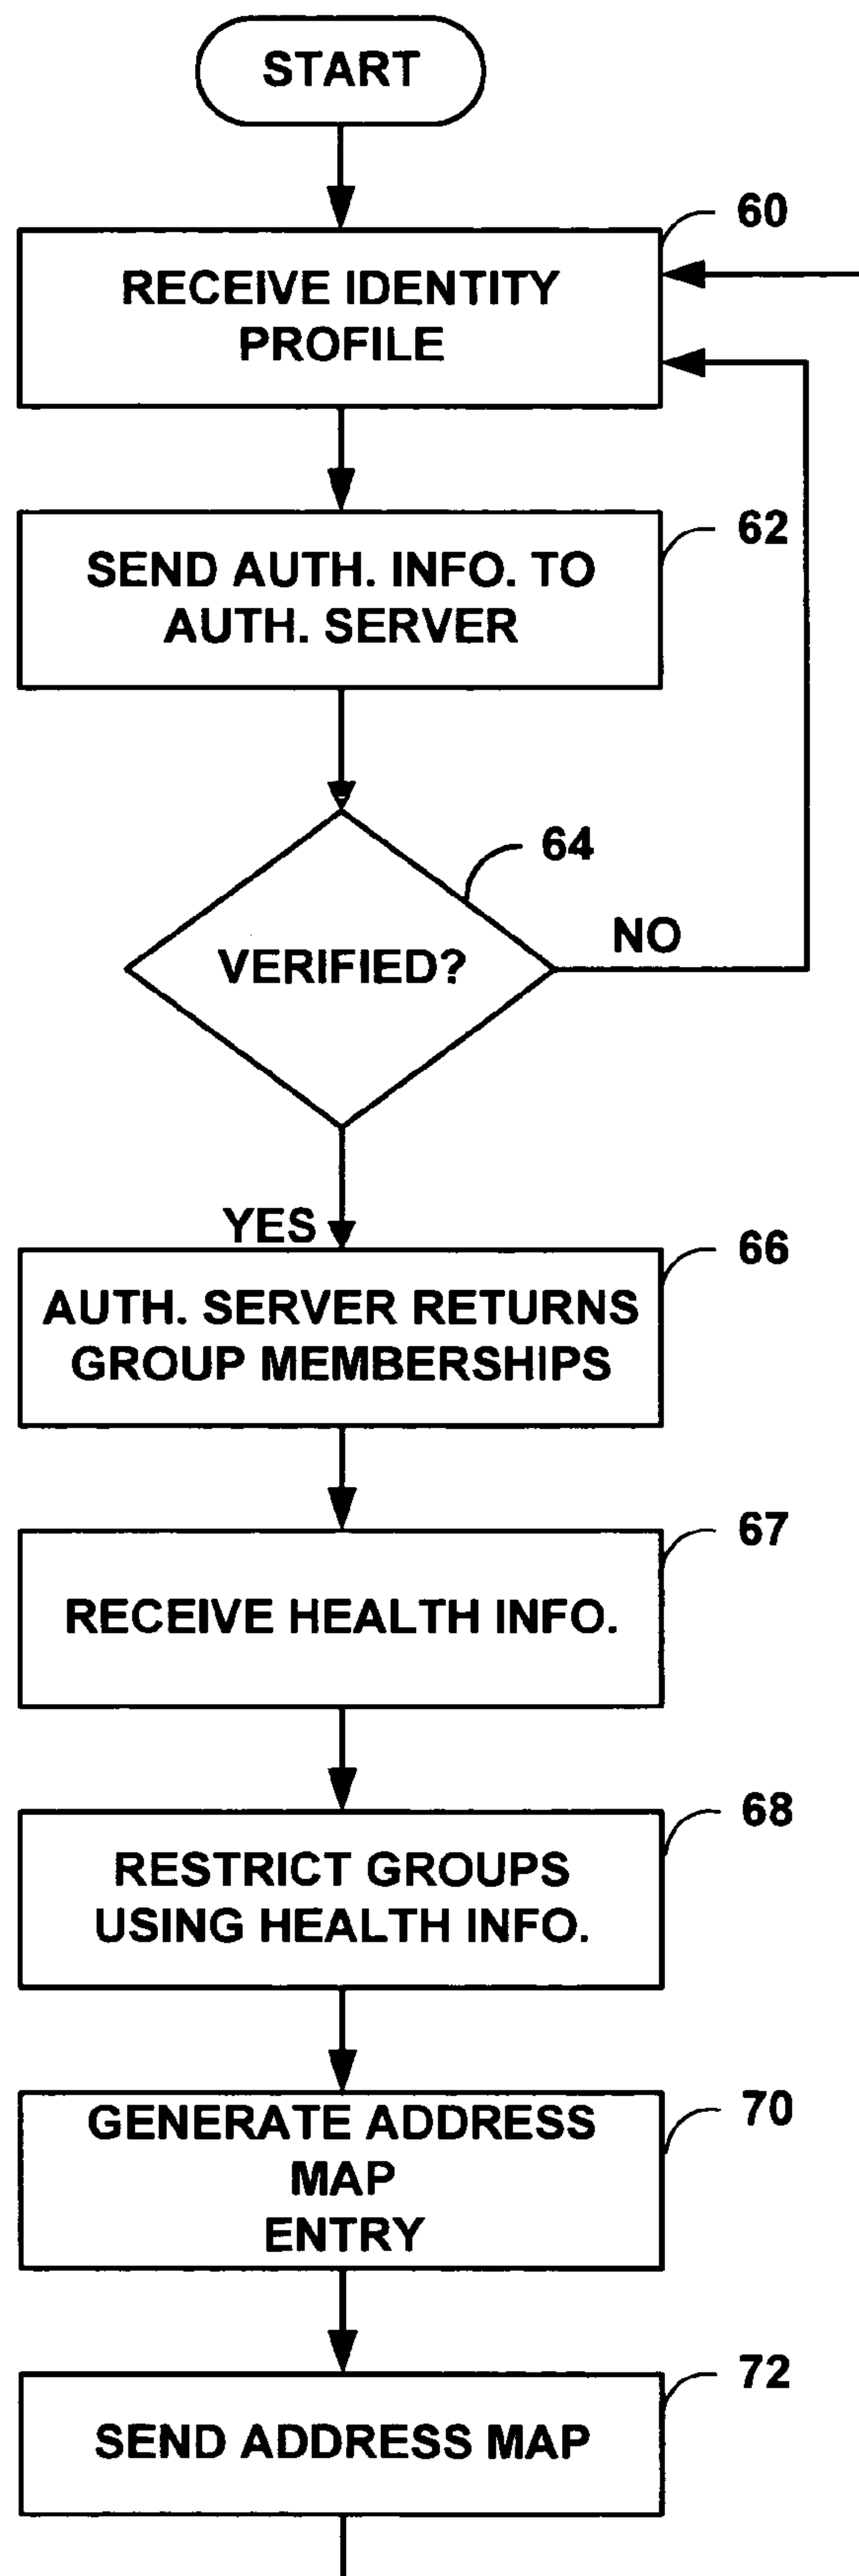 START
60
RECEIVE IDENTITY
PROFILE
62
SEND AUTH. INFO. TO
AUTH. SERVER
64
VERIFIED?
NO
YES
66
AUTH. SERVER RETURNS
GROUP MEMBERSHIPS
67
RECEIVE HEALTH INFO.
68
RESTRICT GROUPS
USING HEALTH INFO.
70
GENERATE ADDRESS
MAP
ENTRY
72
SEND ADDRESS MAP